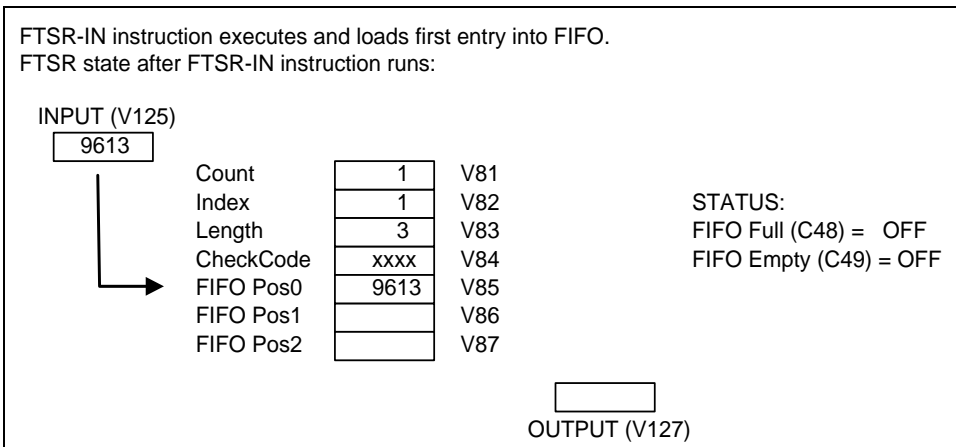 FTSR-IN instruction executes and loads first entry into FIFO.
FTSR state after FTSR-IN instruction runs:
INPUT (V125)
9613
Count 1 V81
Index 1 V82 STATUS:
Length 3 V83 FIFO Full (C48) = OFF
CheckCode xxxx V84 FIFO Empty (C49) = OFF
FIFO Pos0 9613 V85
FIFO Pos1 V86
FIFO Pos2 V87
OUTPUT (V127)